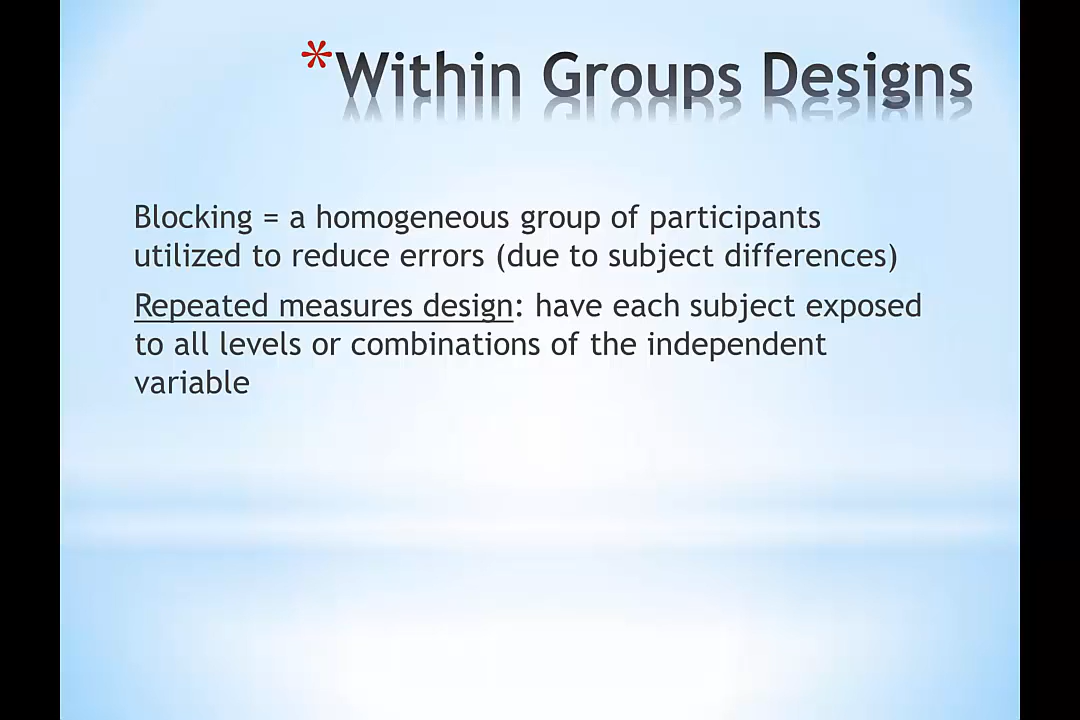 *Within Groups Designs
Blocking = a homogeneous group of participants
utilized to reduce errors (due to subject differences)
Repeated measures design: have each subject exposed
to all levels or combinations of the independent
variable